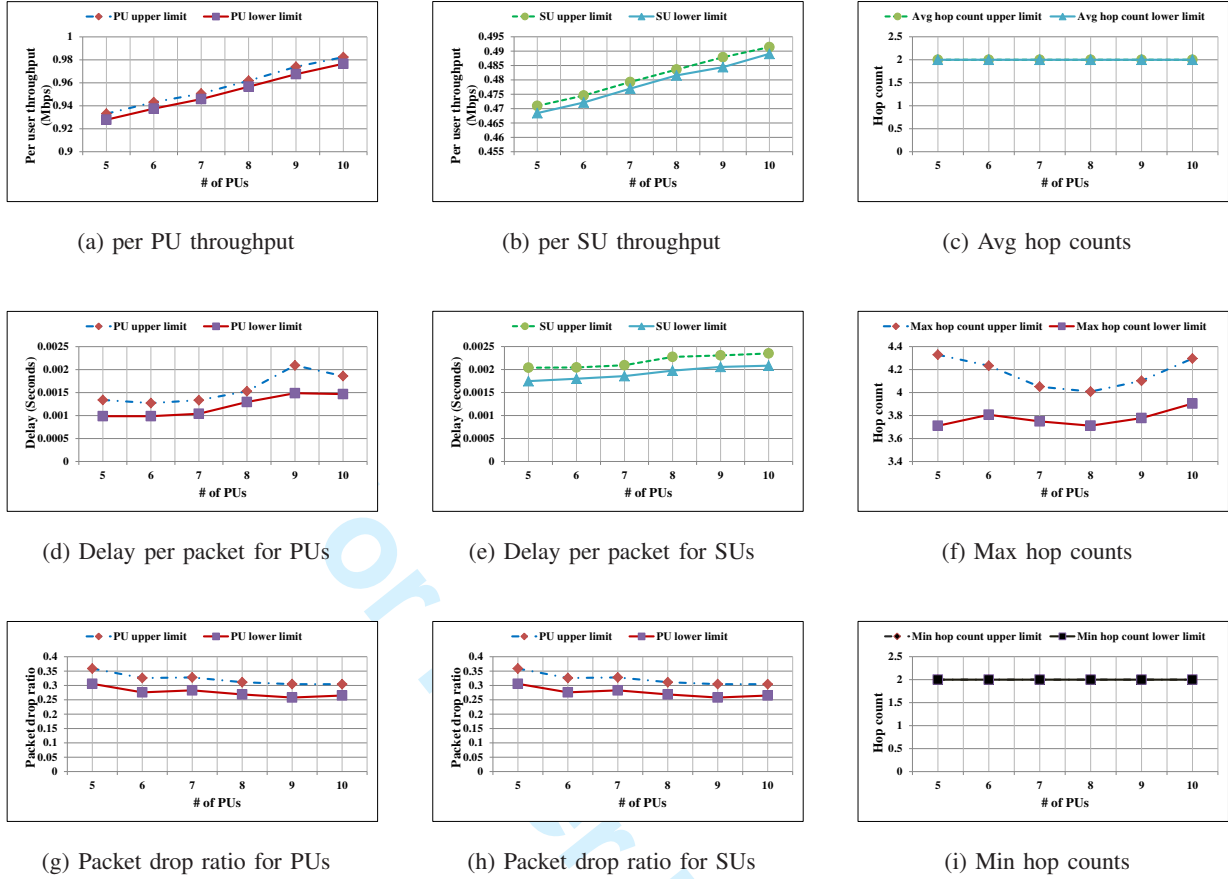 PU upper limit PU lower limit
1
0.98
0.96
0.94
0.92
0.9
Per user throughput
(Mbps)
5 6 7 8 9 10
# of PUs
(a) per PU throughput
SU upper limit SU lower limit
0.495
0.49
0.485
0.48
0.475
0.47
0.465
0.46
0.455
Per user throughput
(Mbps)
5 6 7 8 9 10
# of PUs
(b) per SU throughput
Avg hop count upper limit Avg hop count lower limit
2.5
2
1.5
1
0.5
0
Hop count
5 6 7 8 9 10
# of PUs
(c) Avg hop counts
PU upper limit PU lower limit
0.0025
0.002
0.0015
0.001
0.0005
0
Delay (Seconds)
5 6 7 8 9 10
# of PUs
(d) Delay per packet for PUs
SU upper limit SU lower limit
0.0025
0.002
0.0015
0.001
0.0005
0
Delay (Seconds)
5 6 7 8 9 10
# of PUs
(e) Delay per packet for SUs
Max hop count upper limit Max hop count lower limit
4.4
4.2
4
3.8
3.6
3.4
Hop count
5 6 7 8 9 10
# of PUs
(f) Max hop counts
PU upper limit PU lower limit
0.4
0.35
0.3
0.25
0.2
0.15
0.1
0.05
0
Packet drop ratio
5 6 7 8 9 10
# of PUs
(g) Packet drop ratio for PUs
PU upper limit PU lower limit
0.4
0.35
0.3
0.25
0.2
0.15
0.1
0.05
0
Packet drop ratio
5 6 7 8 9 10
# of PUs
(h) Packet drop ratio for SUs
Min hop count upper limit Min hop count lower limit
2.5
2
1.5
1
0.5
0
Hop count
5 6 7 8 9 10
# of PUs
(i) Min hop counts